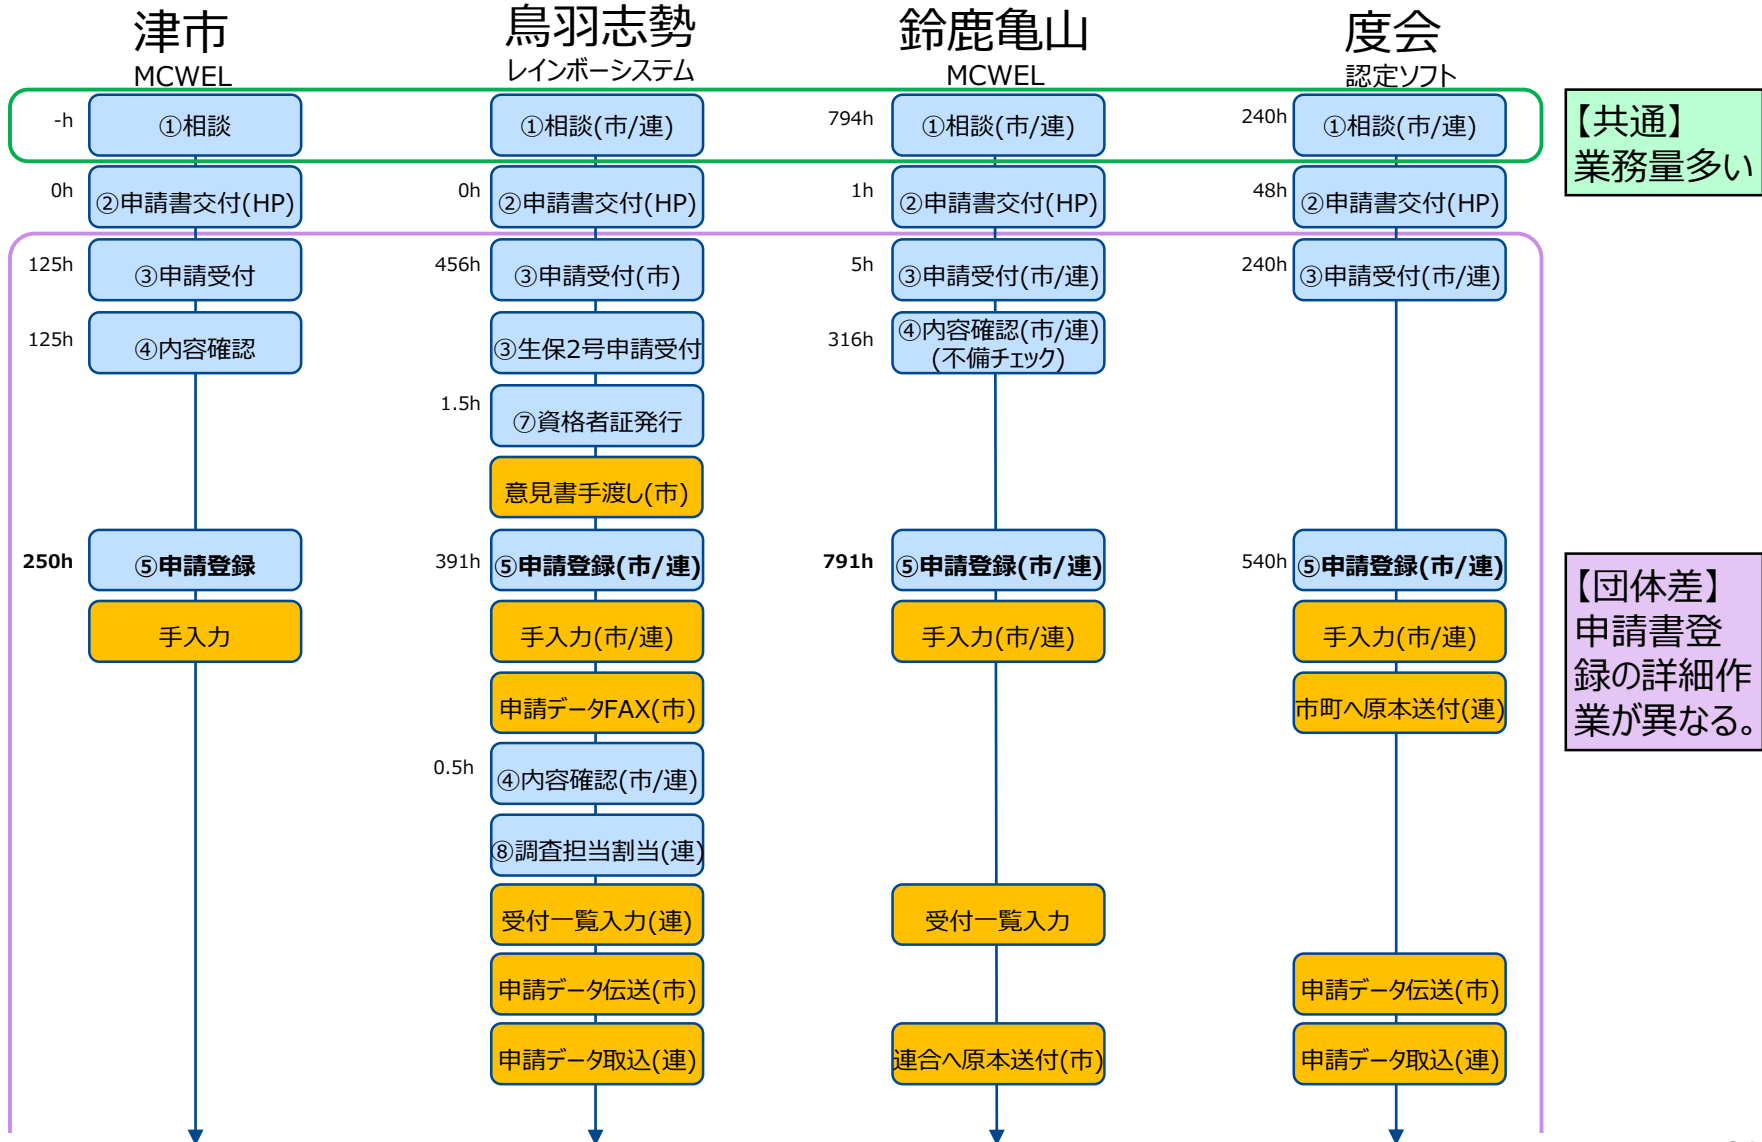 津市
MCWEL
鳥羽志勢
レインボーシステム
鈴鹿亀山
MCWEL
度会
認定ソフト
-h
①相談
①相談(市/連)
794h
①相談(市/連)
240h
①相談(市/連)
【共通】
業務量多い
0h
②申請書交付(HP)
0h
②申請書交付(HP)
1h
②申請書交付(HP)
48h
②申請書交付(HP)
125h
③申請受付
456h
③申請受付(市)
5h
③申請受付(市/連)
240h
③申請受付(市/連)
125h
④内容確認
③生保2号申請受付
316h
④内容確認(市/連)
(不備チェック)
1.5h
⑦資格者証発行
意見書手渡し(市)
250h
⑤申請登録
391h
⑤申請登録(市/連)
791h
⑤申請登録(市/連)
540h
⑤申請登録(市/連)
【団体差】
申請書登
録の詳細作
業が異なる。
手入力
手入力(市/連)
手入力(市/連)
手入力(市/連)
申請データFAX(市)
市町へ原本送付(連)
0.5h
④内容確認(市/連)
⑧調査担当割当(連)
受付一覧入力(連)
受付一覧入力
申請データ伝送(市)
申請データ伝送(市)
申請データ取込(連)
連合へ原本送付(市)
申請データ取込(連)